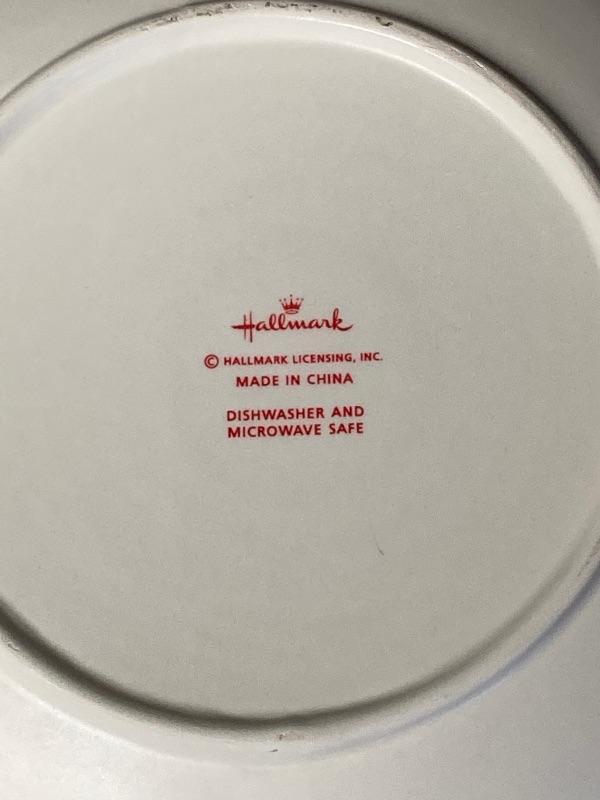 Hallmark
© HALLMARK LICENSING, INC.
MADE IN CHINA
DISHWASHER AND
MICROWAVE SAFE